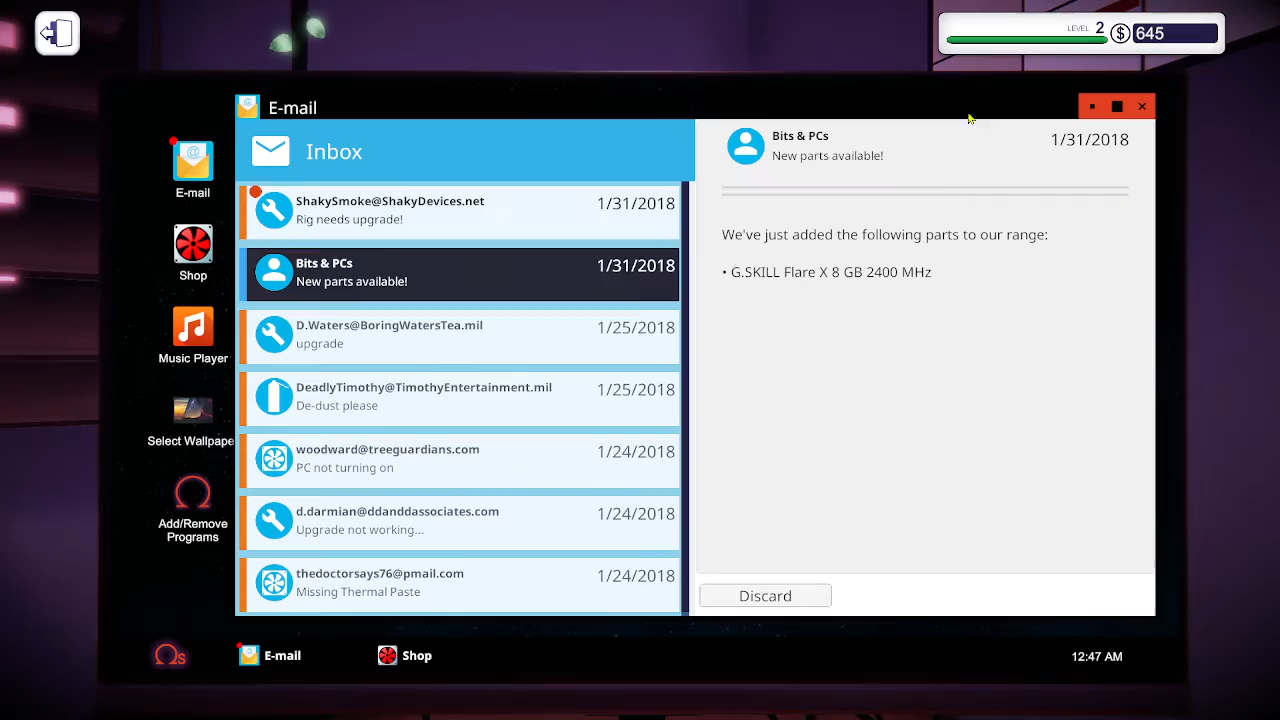 LEVEL 2
$ 645
E-mail
Inbox
ShakySmoke@ShakyDevices.net 1/31/2018
Rig needs upgrade!
Bits & PCs 1/31/2018
New parts available!
D.Waters@BoringWatersTea.mil 1/25/2018
upgrade
DeadlyTimothy@TimothyEntertainment.mil 1/25/2018
De-dust please
woodward@treeguardians.com 1/24/2018
PC not turning on
d.darmian@ddanddassociates.com 1/24/2018
Upgrade not working...
thedoctorsays76@pmail.com 1/24/2018
Missing Thermal Paste
Bits & PCs 1/31/2018
New parts available!
We've just added the following parts to our range:
• G.SKILL Flare X 8 GB 2400 MHz
Discard
E-mail
Shop
Music Player
Select Wallpape
Add/Remove
Programs
Ωs
E-mail
Shop
12:47 AM